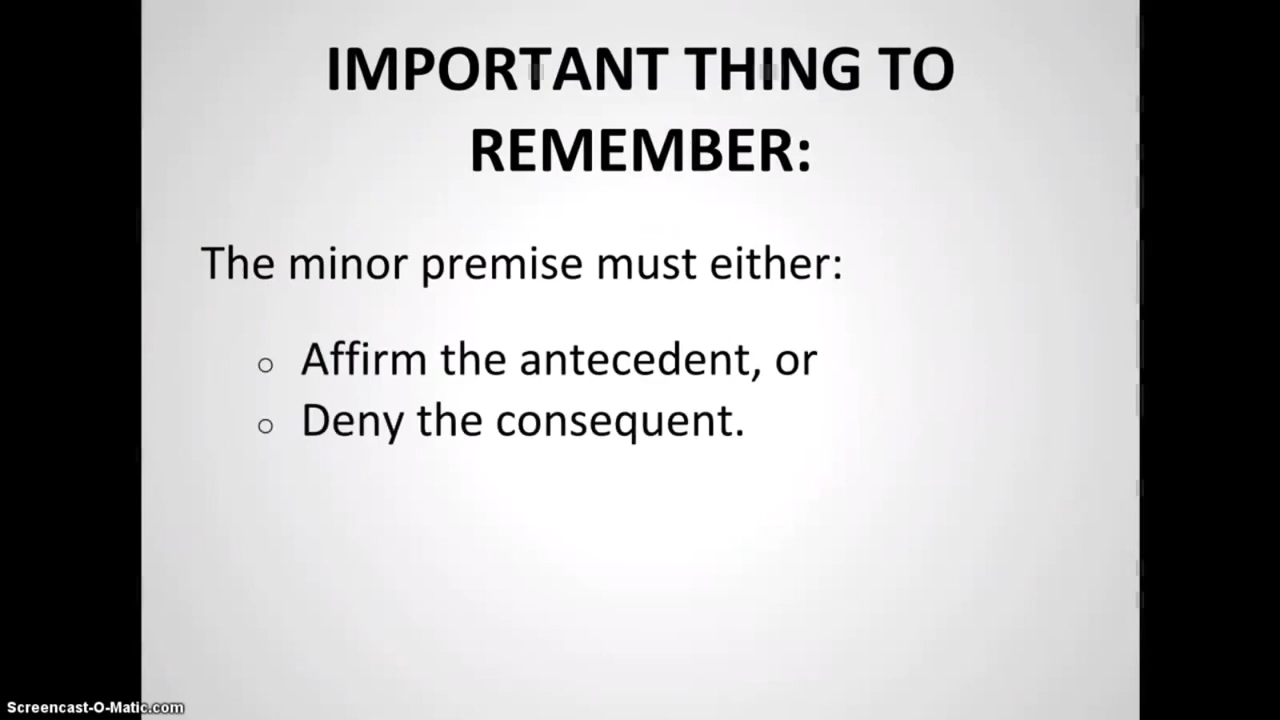 IMPORTANT THING TO
REMEMBER:
The minor premise must either:
○ Affirm the antecedent, or
○ Deny the consequent.
Screencast-O-Matic.com